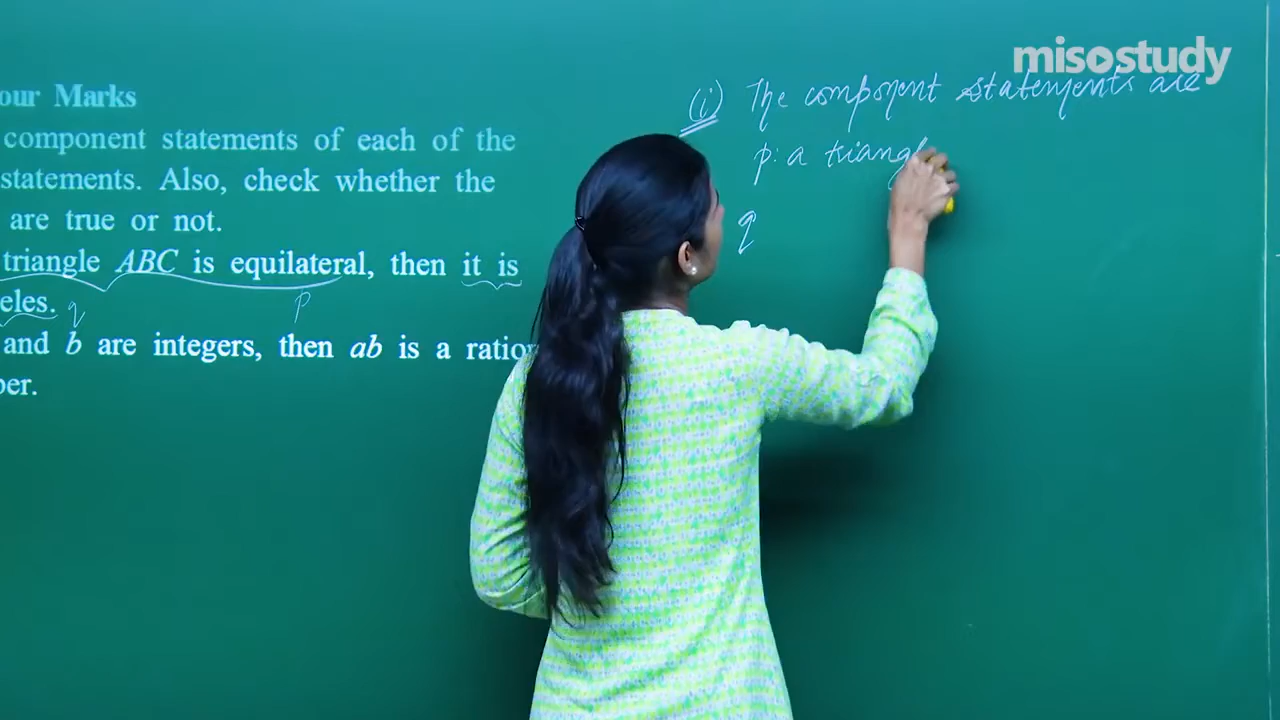 misostudy
our Marks
component statements of each of the
statements. Also, check whether the
are true or not.
triangle ABC is equilateral, then it is
eles.
q
p
and b are integers, then ab is a ratio
ber.
(i) The component statements are
p: a triangl
q